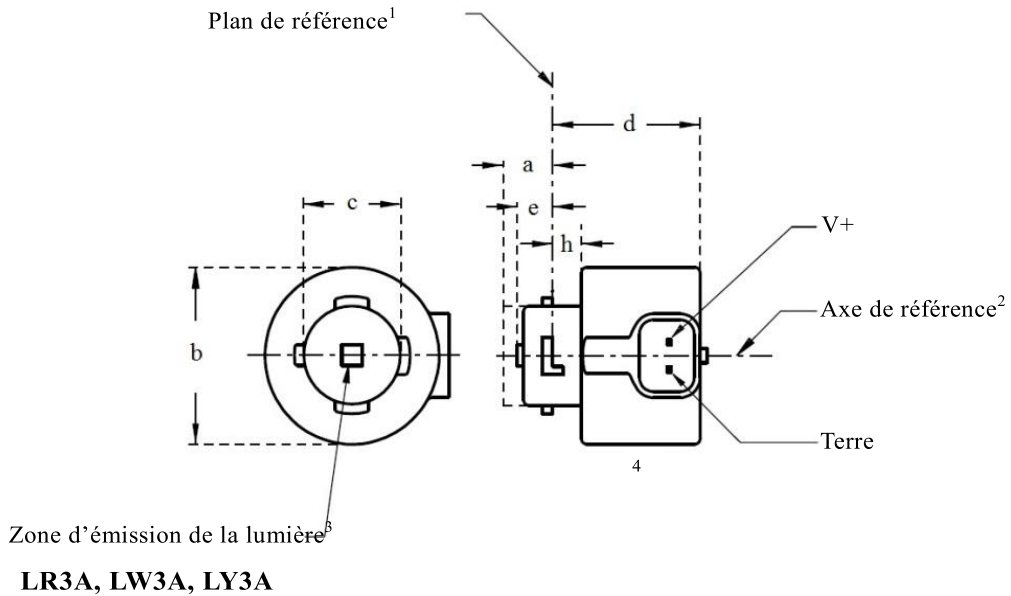 Plan de référence¹
d
a
c
e
h
V+
Axe de référence²
b
L
Terre
4
Zone d’émission de la lumière³
LR3A, LW3A, LY3A